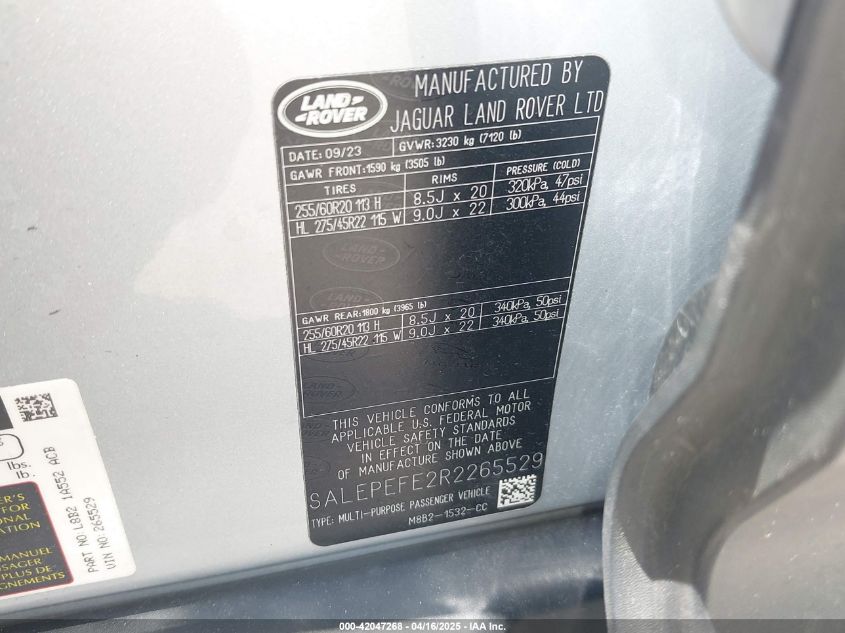 LAND ROVER
MANUFACTURED BY
JAGUAR LAND ROVER LTD
DATE: 09/23 GVWR: 3230 kg (7120 lb)
GAWR FRONT: 1590 kg (3505 lb)
TIRES RIMS PRESSURE (COLD)
255/60R20 113 H 8.5J x 20 320kPa, 47psi
HL 275/45R22 115 W 9.0J x 22 300kPa, 44psi
GAWR REAR: 1800 kg (3965 lb)
255/60R20 113 H 8.5J x 20 340kPa, 50psi
HL 275/45R22 115 W 9.0J x 22 340kPa, 50psi
THIS VEHICLE CONFORMS TO ALL
APPLICABLE U.S. FEDERAL MOTOR
VEHICLE SAFETY STANDARDS
IN EFFECT ON THE DATE
OF MANUFACTURE SHOWN ABOVE
SALEPEFE2R2265529
TYPE: MULTI-PURPOSE PASSENGER VEHICLE
M8B2-1532-CC
lbs.
lb.
PART NO: L8B2 1A552 ACB
VIN NO: 265529
MANUEL
PLUS DE
000-42047268 - 04/16/2025 - IAA Inc.